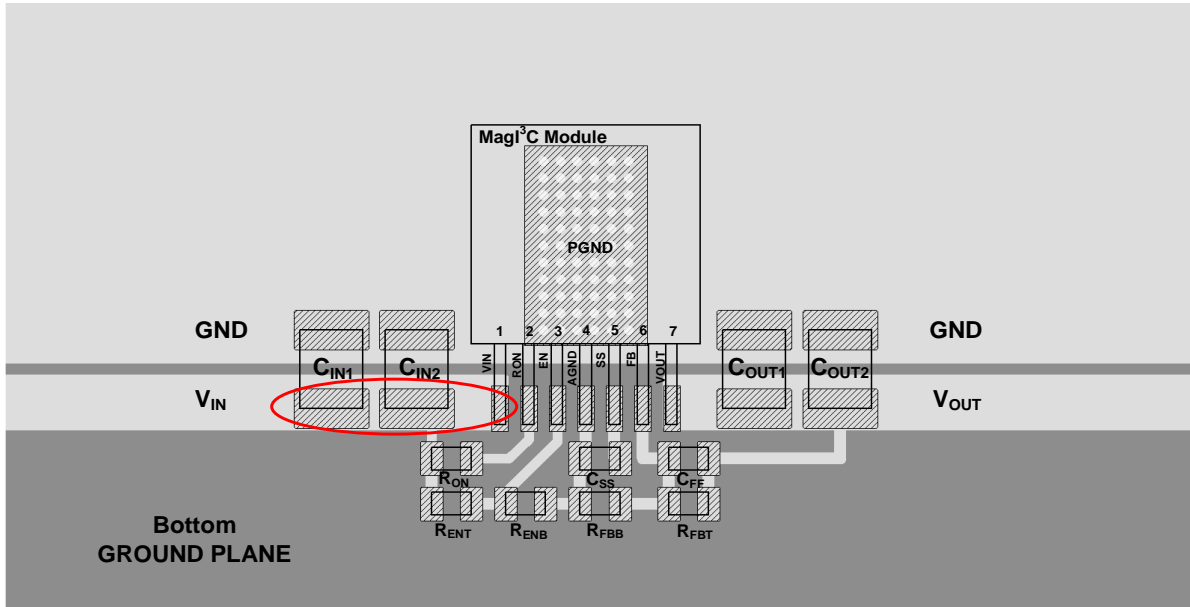 MagI³C Module
PGND
1 2 3 4 5 6 7
VIN RON EN AGND SS FB VOUT
GND
GND
CIN1 CIN2
COUT1 COUT2
VIN
VOUT
RON CSS CFF
RENT RENB RFBB RFBT
Bottom
GROUND PLANE